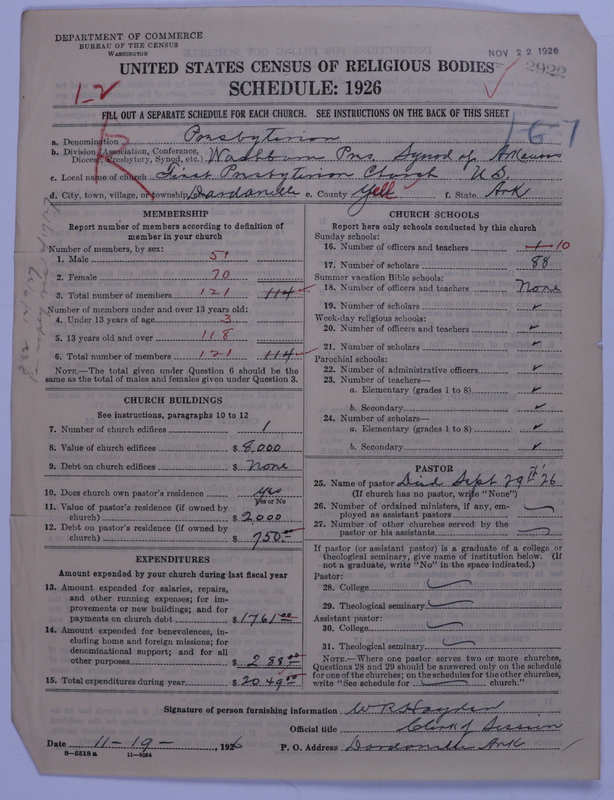 DEPARTMENT OF COMMERCE
BUREAU OF THE CENSUS
WASHINGTON
NOV 22 1926
2922
UNITED STATES CENSUS OF RELIGIOUS BODIES
SCHEDULE: 1926
1-2
FILL OUT A SEPARATE SCHEDULE FOR EACH CHURCH. SEE INSTRUCTIONS ON THE BACK OF THIS SHEET
167
a. Denomination Presbyterian
b. Division (Association, Conference, Diocese, Presbytery, Synod, etc.) Washburn Pres. Synod of Arkansas
c. Local name of church First Presbyterian Church U.S.
d. City, town, village, or township Dardanelle e. County Yell f. State Ark
MEMBERSHIP
Report number of members according to definition of
member in your church
Number of members, by sex:
1. Male 51
2. Female 70
3. Total number of members 121 114
Number of members under and over 13 years old:
4. Under 13 years of age 3
5. 13 years old and over 118
6. Total number of members 121 114
NOTE.—The total given under Question 6 should be
same as the total of males and females given under Question 3.
CHURCH BUILDINGS
See instructions, paragraphs 10 to 12
7. Number of church edifices 1
8. Value of church edifices $ 8,000
9. Debt on church edifices $ None
10. Does church own pastor's residence yes
Yes or No
11. Value of pastor's residence (if owned by
church) $ 2,000
12. Debt on pastor's residence (if owned by
church) $ 750.00
EXPENDITURES
Amount expended by your church during last fiscal year
13. Amount expended for salaries, repairs,
and other running expenses; for im-
provements or new buildings; and for
payments on church debt $ 1761.00
14. Amount expended for benevolences, in-
cluding home and foreign missions; for
denominational support; and for all
other purposes $ 288.00
15. Total expenditures during year $ 2049.00
CHURCH SCHOOLS
Report here only schools conducted by this church
Sunday schools:
16. Number of officers and teachers 1 10
17. Number of scholars 88
Summer vacation Bible schools:
18. Number of officers and teachers None
19. Number of scholars ✓
Week-day religious schools:
20. Number of officers and teachers ✓
21. Number of scholars ✓
Parochial schools:
22. Number of administrative officers ✓
23. Number of teachers—
a. Elementary (grades 1 to 8) ✓
b. Secondary ✓
24. Number of scholars—
a. Elementary (grades 1 to 8) ✓
b. Secondary ✓
PASTOR
25. Name of pastor Died Sept 29th '26
(If church has no pastor, write "None")
26. Number of ordained ministers, if any, em-
ployed as assistant pastors
27. Number of other churches served by the
pastor or his assistants
If pastor (or assistant pastor) is a graduate of a college or
theological seminary, give name of institution below. (If
not a graduate, write "No" in the space indicated.)
Pastor:
28. College
29. Theological seminary
Assistant pastor:
30. College
31. Theological seminary
NOTE.—Where one pastor serves two or more churches,
Questions 28 and 29 should be answered only on the schedule
for one of the churches; on the schedules for the other churches,
write "See schedule for church."
Signature of person furnishing information W R Hayden
Official title Clerk of Session
Date 11-19-, 1926 P. O. Address Dardanelle Ark
8-5518a 11-9564